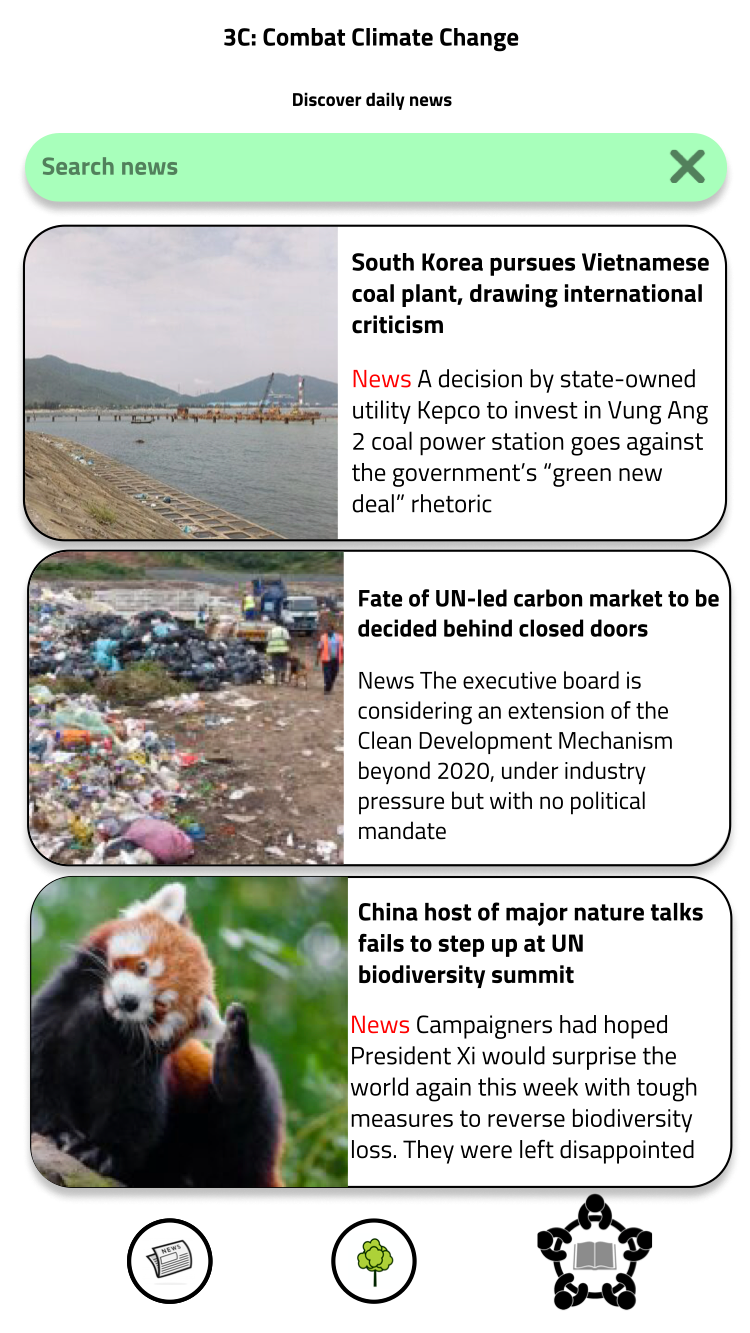 3C: Combat Climate Change
Discover daily news
Search news
South Korea pursues Vietnamese
coal plant, drawing international
criticism
News A decision by state-owned
utility Kepco to invest in Vung Ang
2 coal power station goes against
the government’s “green new
deal” rhetoric
Fate of UN-led carbon market to be
decided behind closed doors
News The executive board is
considering an extension of the
Clean Development Mechanism
beyond 2020, under industry
pressure but with no political
mandate
China host of major nature talks
fails to step up at UN
biodiversity summit
News Campaigners had hoped
President Xi would surprise the
world again this week with tough
measures to reverse biodiversity
loss. They were left disappointed
NEWS